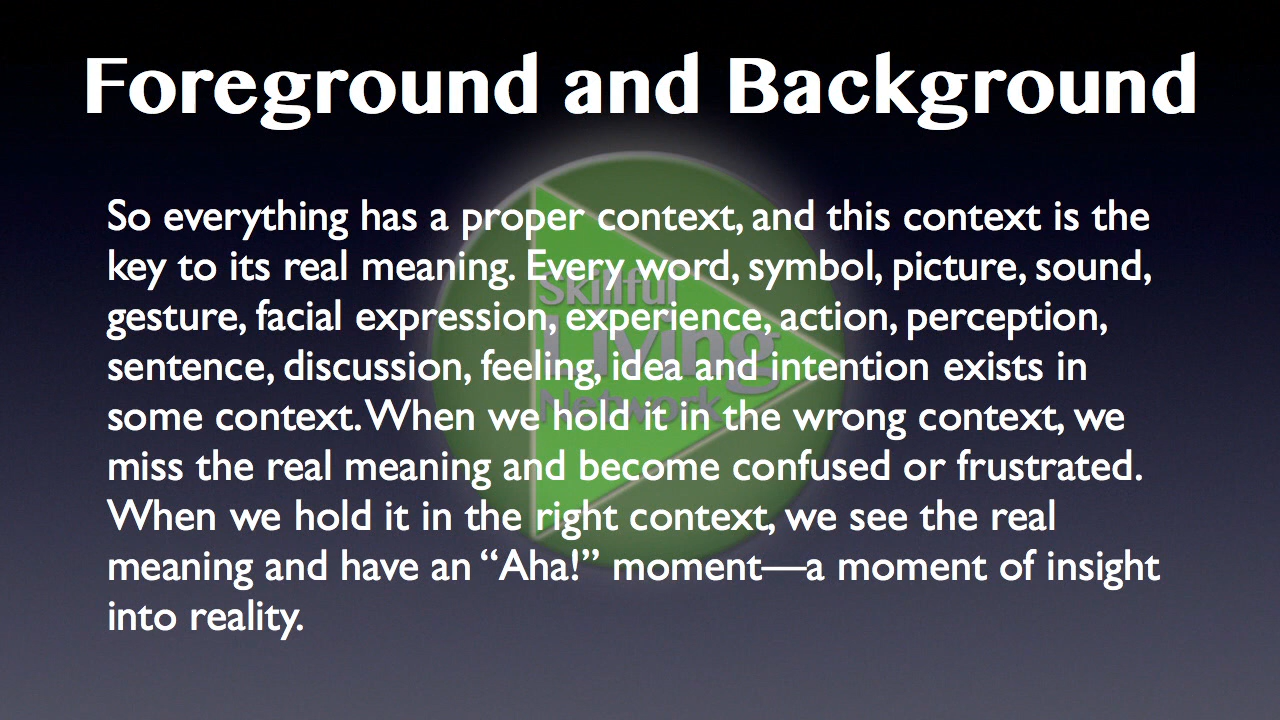 Foreground and Background
So everything has a proper context, and this context is the
key to its real meaning. Every word, symbol, picture, sound,
gesture, facial expression, experience, action, perception,
sentence, discussion, feeling, idea and intention exists in
some context. When we hold it in the wrong context, we
miss the real meaning and become confused or frustrated.
When we hold it in the right context, we see the real
meaning and have an “Aha!” moment—a moment of insight
into reality.
Skillful
Living
Network